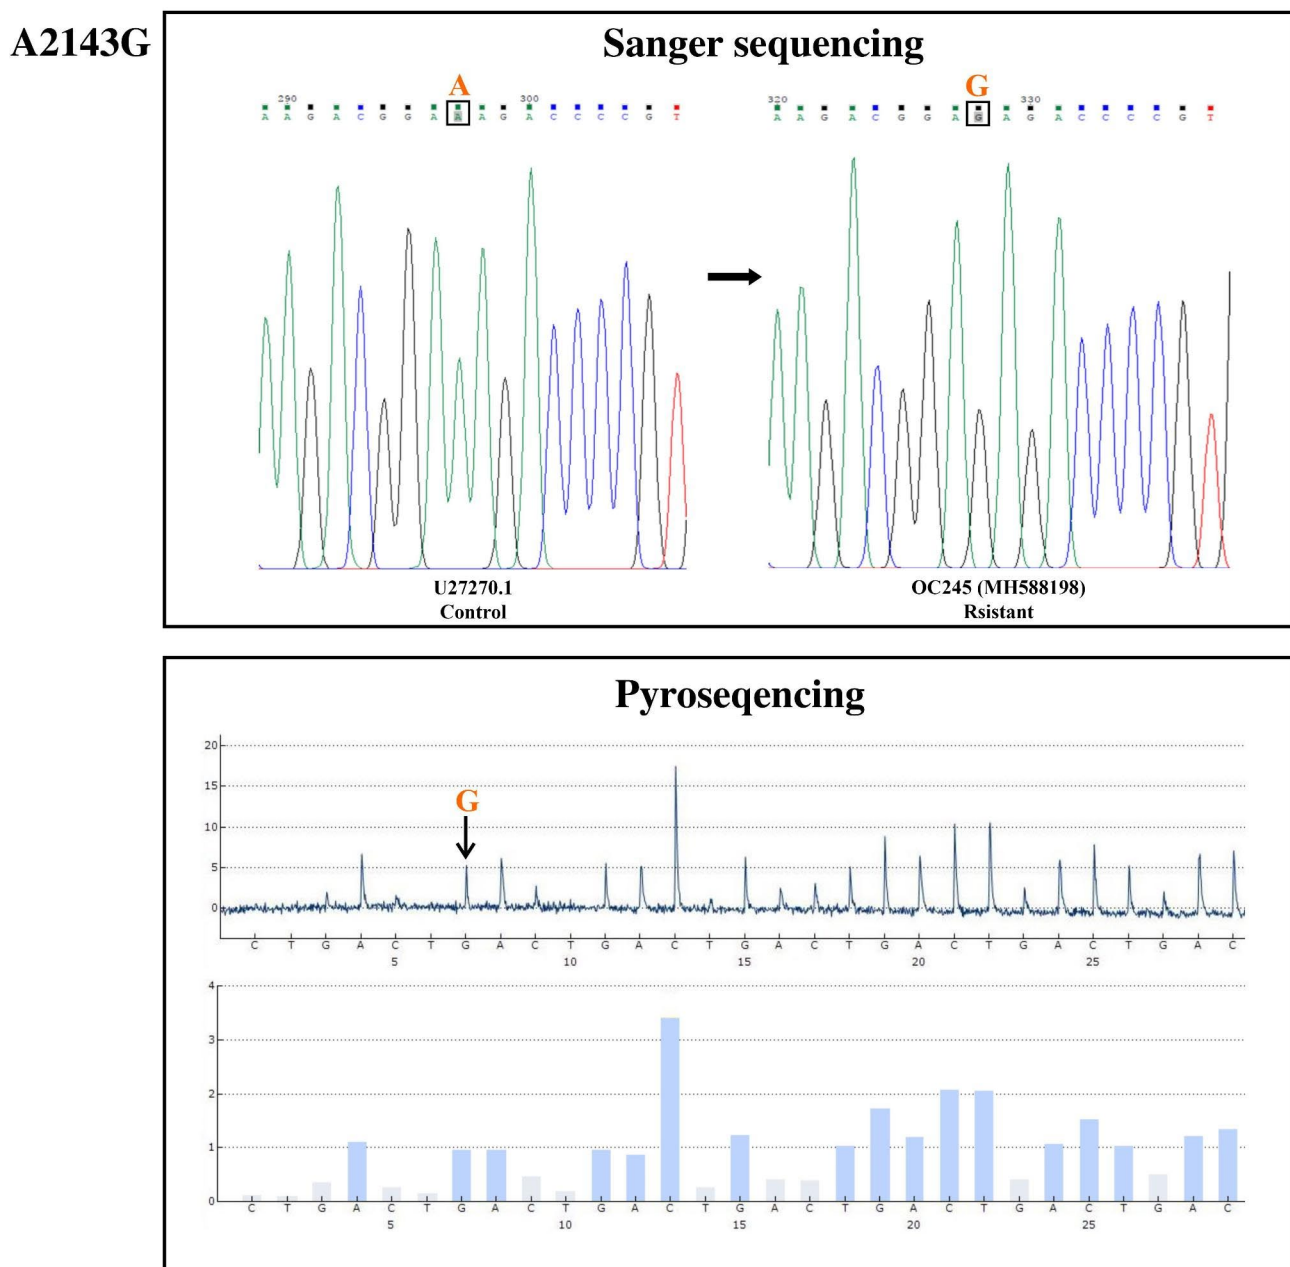 A2143G
Sanger sequencing
A
G
290 300
A A G A C G G A A A G A C C C C G T
320 330
A A G A C G G A G A G A C C C C G T
U27270.1
Control
OC245 (MH588198)
Rsistant
Pyroseqencing
20
15
10
5
0
G
C T G A C T G A C T G A C T G A C T G A C T G A C T G A C
5 10 15 20 25
4
3
2
1
0
C T G A C T G A C T G A C T G A C T G A C T G A C T G A C
5 10 15 20 25